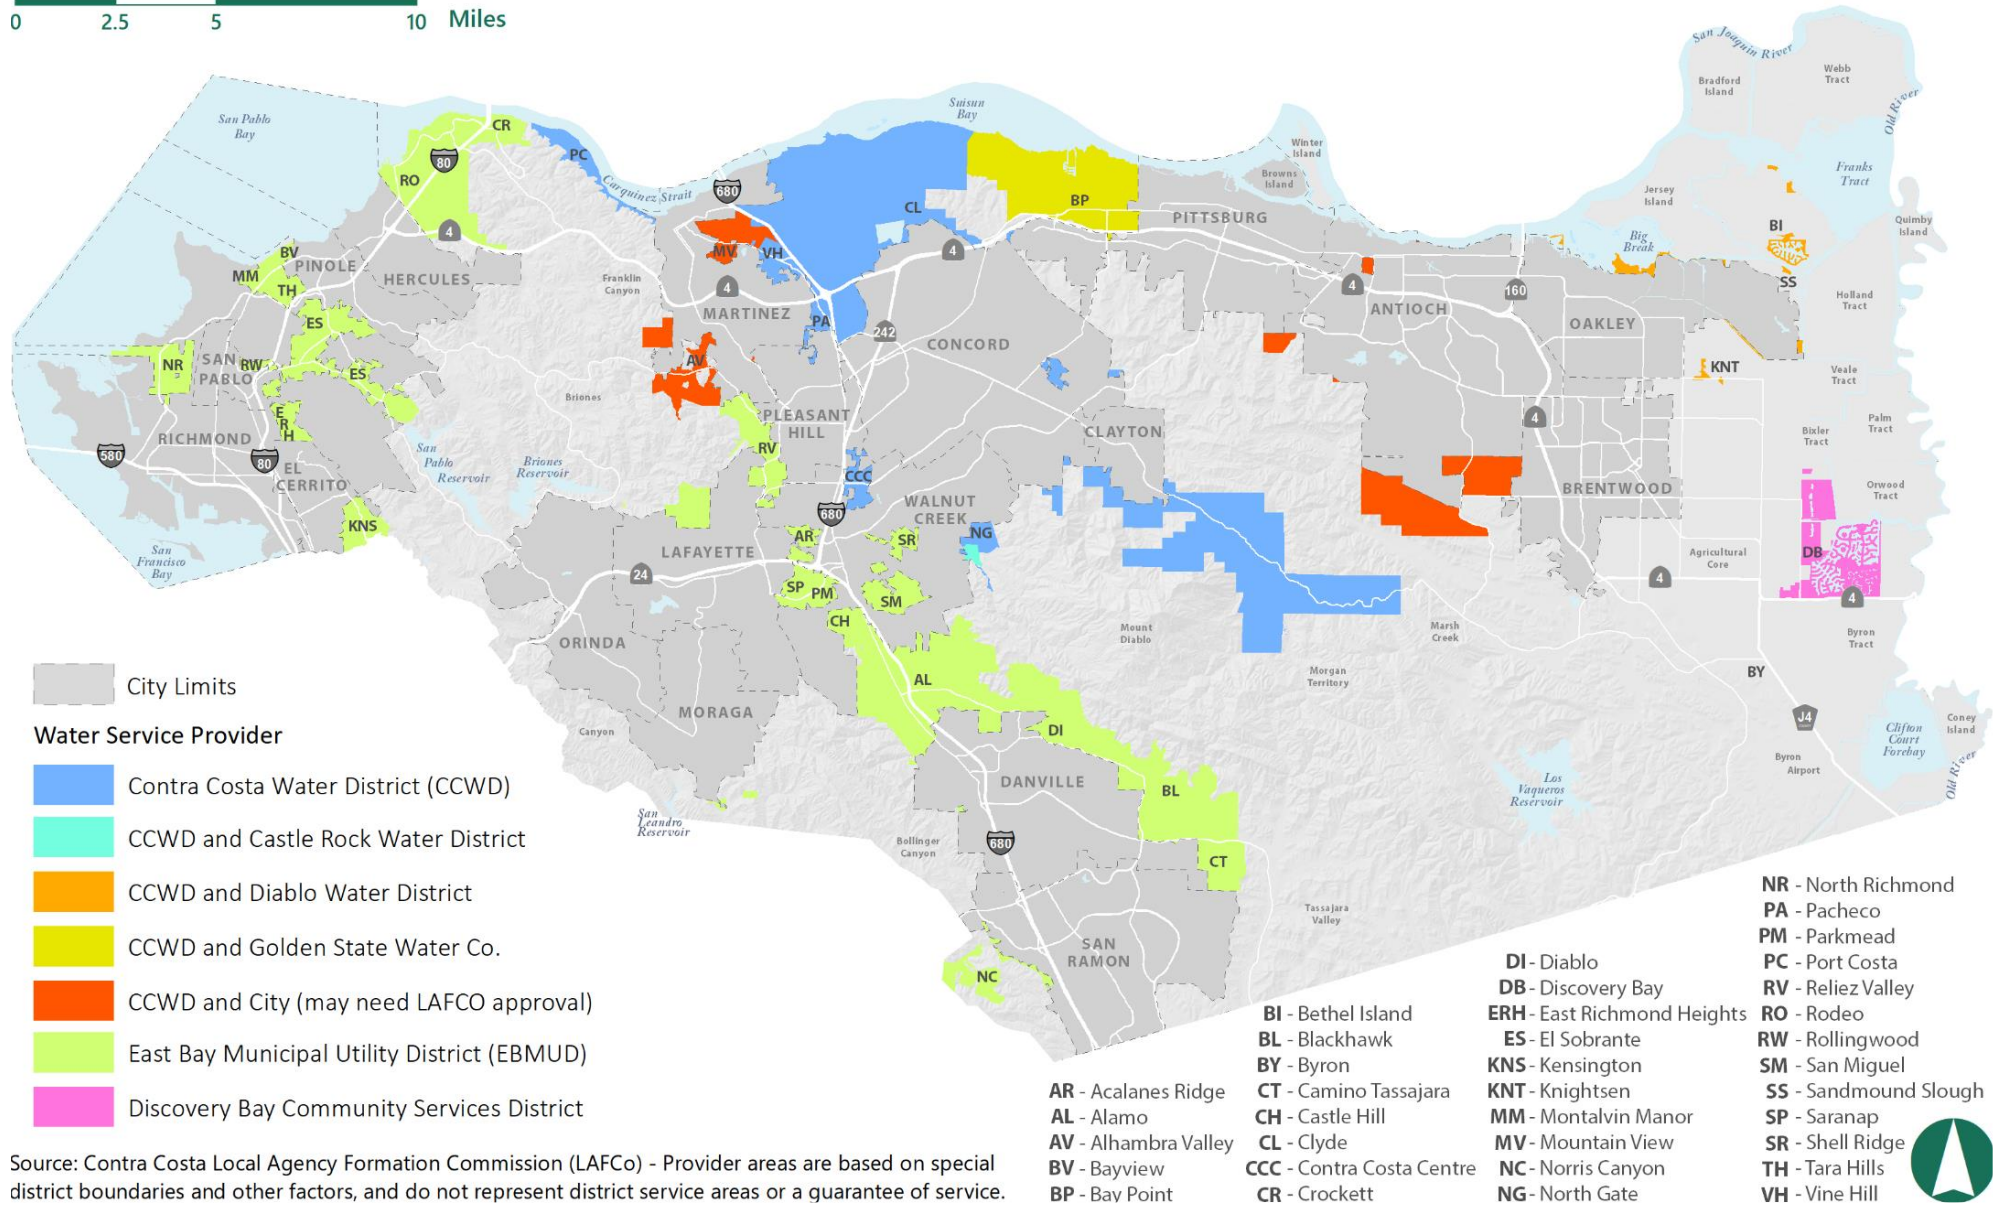 0 2.5 5 10 Miles
San Joaquin River
Webb
Tract
Bradford
Island
Old River
Suisun
Bay
San Pablo
Bay
CR
80
PC
RO
Carquinez Strait
680
Winter
Island
Browns
Island
Franks
Tract
Jersey
Island
Quimby
Island
CL
BP
PITTSBURG
BI
Big
Break
4
MV
VH
4
BV
PINOLE
MM
TH
HERCULES
Franklin
Canyon
4
MARTINEZ
PA
242
CONCORD
4
ANTIOCH
160
OAKLEY
SS
Holland
Tract
ES
NR
SAN
PABLO
RW
ES
AV
Briones
KNT
Veale
Tract
E
R
H
RICHMOND
PLEASANT
HILL
CLAYTON
4
Palm
Tract
Bixler
Tract
580
80
EL
CERRITO
San
Pablo
Reservoir
Briones
Reservoir
RV
CCC
680
WALNUT
CREEK
BRENTWOOD
Orwood
Tract
KNS
San
Francisco
Bay
LAFAYETTE
AR
SR
NG
Agricultural
Core
DB
24
SP
PM
SM
4
4
ORINDA
CH
Mount
Diablo
Marsh
Creek
Byron
Tract
City Limits
AL
Morgan
Territory
BY
MORAGA
Canyon
DI
J4
Clifton
Court
Forebay
Coney
Island
Water Service Provider
Contra Costa Water District (CCWD)
DANVILLE
BL
Los
Vaqueros
Reservoir
Byron
Airport
Old River
San
Leandro
Reservoir
CCWD and Castle Rock Water District
Bollinger
Canyon
680
CT
CCWD and Diablo Water District
Tassajara
Valley
CCWD and Golden State Water Co.
SAN
RAMON
NC
CCWD and City (may need LAFCO approval)
East Bay Municipal Utility District (EBMUD)
Discovery Bay Community Services District
Source: Contra Costa Local Agency Formation Commission (LAFCo) - Provider areas are based on special
district boundaries and other factors, and do not represent district service areas or a guarantee of service.
AR - Acalanes Ridge
AL - Alamo
AV - Alhambra Valley
BV - Bayview
BP - Bay Point
BI - Bethel Island
BL - Blackhawk
BY - Byron
CT - Camino Tassajara
CH - Castle Hill
CL - Clyde
CCC - Contra Costa Centre
CR - Crockett
DI - Diablo
DB - Discovery Bay
ERH - East Richmond Heights
ES - El Sobrante
KNS - Kensington
KNT - Knightsen
MM - Montalvin Manor
MV - Mountain View
NC - Norris Canyon
NG - North Gate
NR - North Richmond
PA - Pacheco
PM - Parkmead
PC - Port Costa
RV - Reliez Valley
RO - Rodeo
RW - Rollingwood
SM - San Miguel
SS - Sandmound Slough
SP - Saranap
SR - Shell Ridge
TH - Tara Hills
VH - Vine Hill